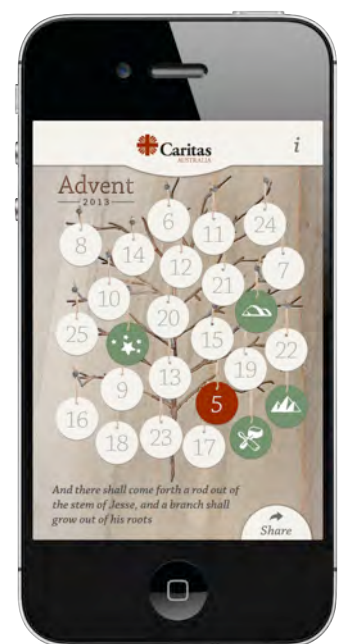 Caritas
AUSTRALIA
i
Advent
2013
6
11
24
8
14
12
7
21
10
20
25
15
22
13
19
9
5
16
18
23
17
And there shall come forth a rod out of
the stem of Jesse, and a branch shall
grow out of his roots
Share